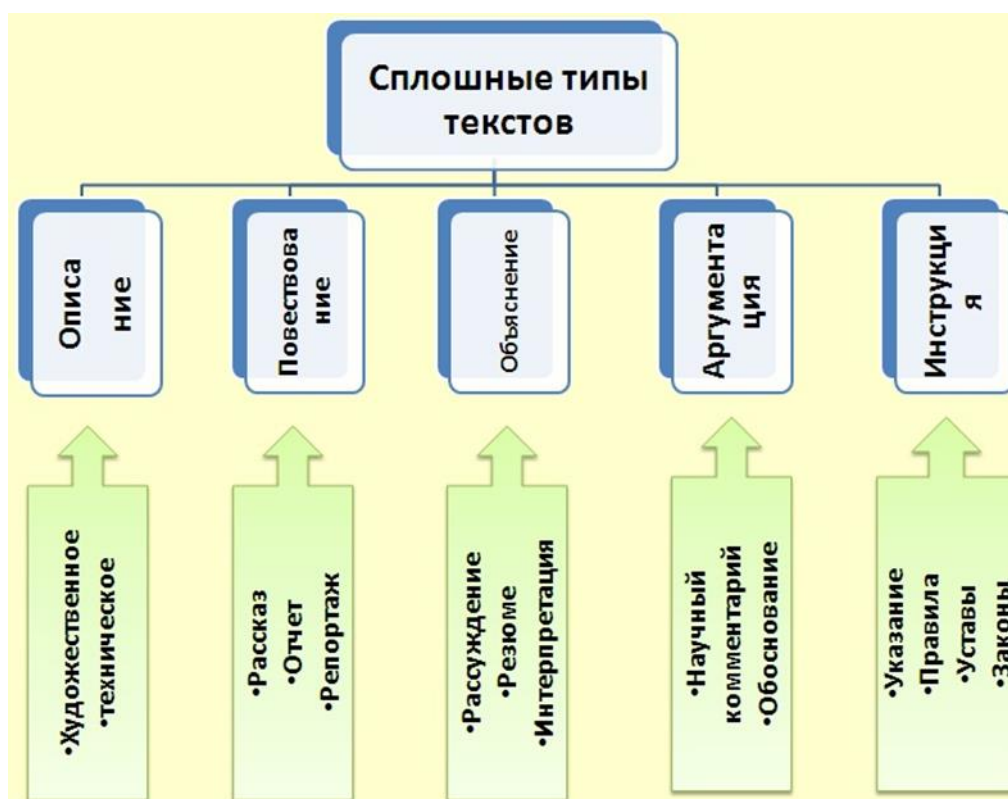 Сплошные типы
текстов
Описа
ние
Повествова
ние
Объяснение
Аргумента
ция
Инструкци
я
•Художественное
•техническое
•Рассказ
•Отчет
•Репортаж
•Рассуждение
•Резюме
•Интерпретация
•Научный
комментарий
•Обоснование
•Указание
•Правила
•Уставы
•Законы